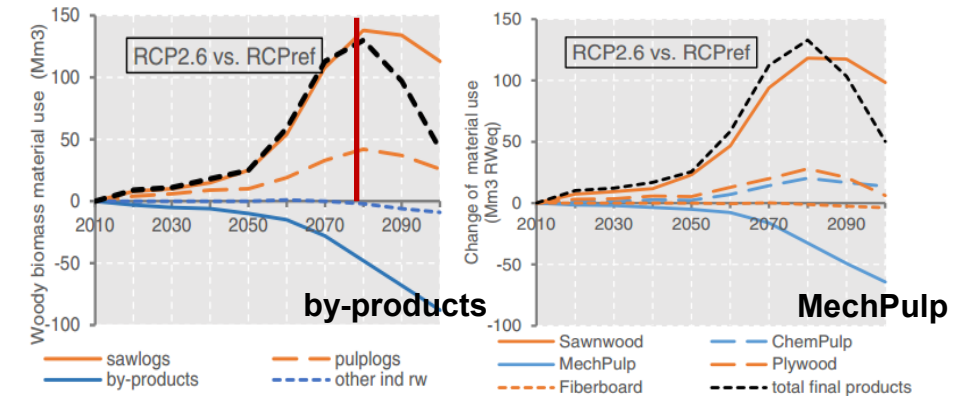 Woody biomass material use (Mm3)
150
100
50
0
-50
-100
RCP2.6 vs. RCPref
2010 2030 2050 2070 2090
by-products
sawlogs pulplogs
by-products other ind rw
Change of material use
(Mm3 RWeq)
150
100
50
0
-50
-100
RCP2.6 vs. RCPref
2010 2030 2050 2070 2090
MechPulp
Sawnwood ChemPulp
MechPulp Plywood
Fiberboard total final products